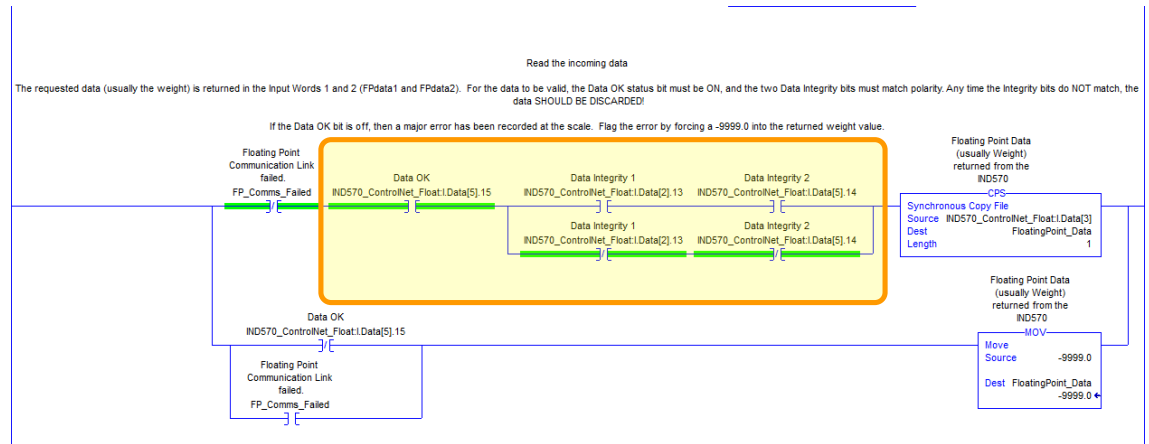 Read the incoming data
The requested data (usually the weight) is returned in the Input Words 1 and 2 (FPdata1 and FPdata2). For the data to be valid, the Data OK status bit must be ON, and the two Data Integrity bits must match polarity. Any time the Integrity bits do NOT match, the
data SHOULD BE DISCARDED!
If the Data OK bit is off, then a major error has been recorded at the scale. Flag the error by forcing a -9999.0 into the returned weight value.
Floating Point
Communication Link
failed.
FP_Comms_Failed
Data OK
IND570_ControlNet_Float:I.Data[5].15
Data Integrity 1
IND570_ControlNet_Float:I.Data[2].13
Data Integrity 2
IND570_ControlNet_Float:I.Data[5].14
Data Integrity 1
IND570_ControlNet_Float:I.Data[2].13
Data Integrity 2
IND570_ControlNet_Float:I.Data[5].14
Floating Point Data
(usually Weight)
returned from the
IND570
CPS
Synchronous Copy File
Source IND570_ControlNet_Float:I.Data[3]
Dest FloatingPoint_Data
Length 1
Data OK
IND570_ControlNet_Float:I.Data[5].15
Floating Point
Communication Link
failed.
FP_Comms_Failed
Floating Point Data
(usually Weight)
returned from the
IND570
MOV
Move
Source -9999.0
Dest FloatingPoint_Data
-9999.0